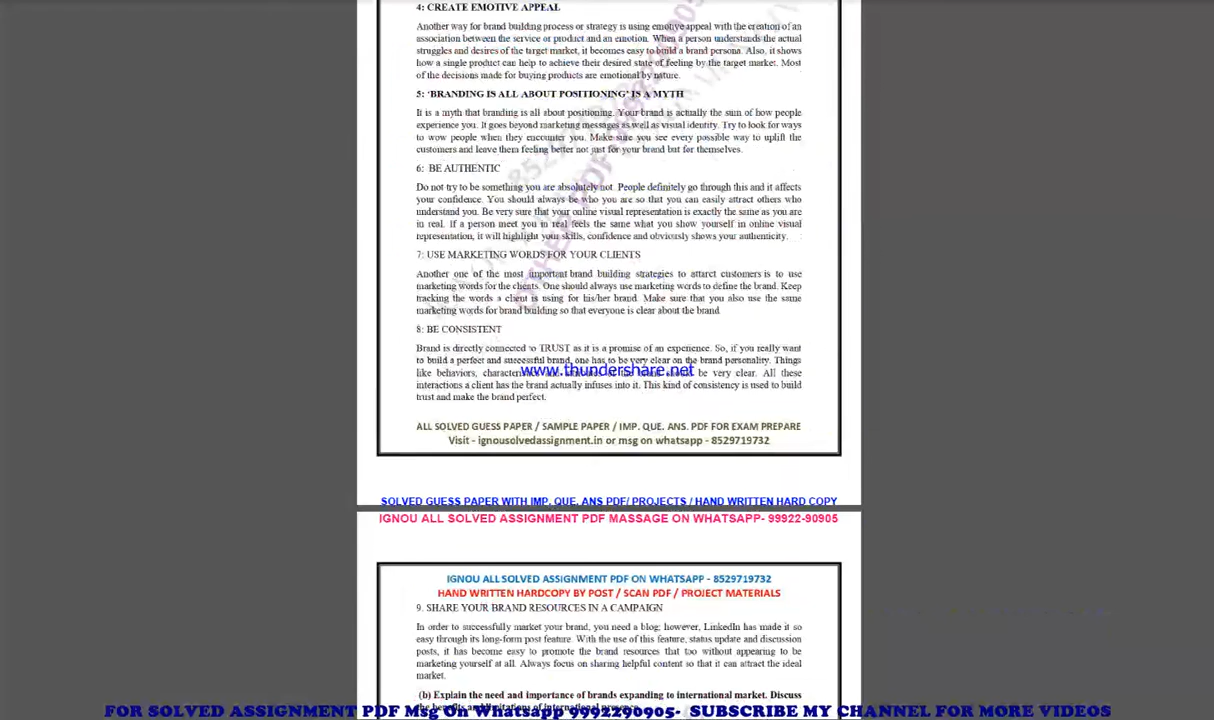 4: CREATE EMOTIVE APPEAL
Another way for brand building process or strategy is using emotive appeal with the creation of an
association between the service or product and an emotion. When a person understands the actual
struggles and desires of the target market, it becomes easy to build a brand persona. Also, it shows
how a single product can help to achieve their desired state of feeling by the target market. Most
of the decisions made for buying products are emotional by nature.
5: ‘BRANDING IS ALL ABOUT POSITIONING’ IS A MYTH
It is a myth that branding is all about positioning. Your brand is actually the sum of how people
experience you. It goes beyond marketing messages as well as visual identity. Try to look for ways
to wow people when they encounter you. Make sure you see every possible way to uplift the
customers and leave them feeling better not just for your brand but for themselves.
6: BE AUTHENTIC
Do not try to be something you are absolutely not. People definitely go through this and it affects
your confidence. You should always be who you are so that you can easily attract others who
understand you. Be very sure that your online visual representation is exactly the same as you are
in real. If a person meet you in real feels the same what you show yourself in online visual
representation, it will highlight your skills, confidence and obviously shows your authenticity.
7: USE MARKETING WORDS FOR YOUR CLIENTS
Another one of the most important brand building strategies to attarct customers is to use
marketing words for the clients. One should always use marketing words to define the brand. Keep
tracking the words a client is using for his/her brand. Make sure that you also use the same
marketing words for brand building so that everyone is clear about the brand
8: BE CONSISTENT
Brand is directly connected to TRUST as it is a promise of an experience. So, if you really want
to build a perfect and successful brand, one has to be very clear on the brand personality. Things
like behaviors, of the brand should be very clear. All these
www.thundershare.net
interactions a client has the brand actually infuses into it. This kind of consistency is used to build
trust and make the brand perfect.
ALL SOLVED GUESS PAPER / SAMPLE PAPER / IMP. QUE. ANS. PDF FOR EXAM PREPARE
Visit - ignousolvedassignment.in or msg on whatsapp - 8529719732
SOLVED GUESS PAPER WITH IMP. QUE. ANS PDF/ PROJECTS / HAND WRITTEN HARD COPY
IGNOU ALL SOLVED ASSIGNMENT PDF MASSAGE ON WHATSAPP- 99922-90905
IGNOU ALL SOLVED ASSIGNMENT PDF ON WHATSAPP - 8529719732
HAND WRITTEN HARDCOPY BY POST / SCAN PDF / PROJECT MATERIALS
9. SHARE YOUR BRAND RESOURCES IN A CAMPAIGN
In order to successfully market your brand, you need a blog; however, LinkedIn has made it so
easy through its long-form post feature. With the use of this feature, status update and discussion
posts, it has become easy to promote the brand resources that too without appearing to be
marketing yourself at all. Always focus on sharing helpful content so that it can attract the ideal
market.
(b) Explain the need and importance of brands expanding to international market. Discuss
the benefits and limitations of international presence.
FOR SOLVED ASSIGNMENT PDF Msg On Whatsapp 9992290905- SUBSCRIBE MY CHANNEL FOR MORE VIDEOS